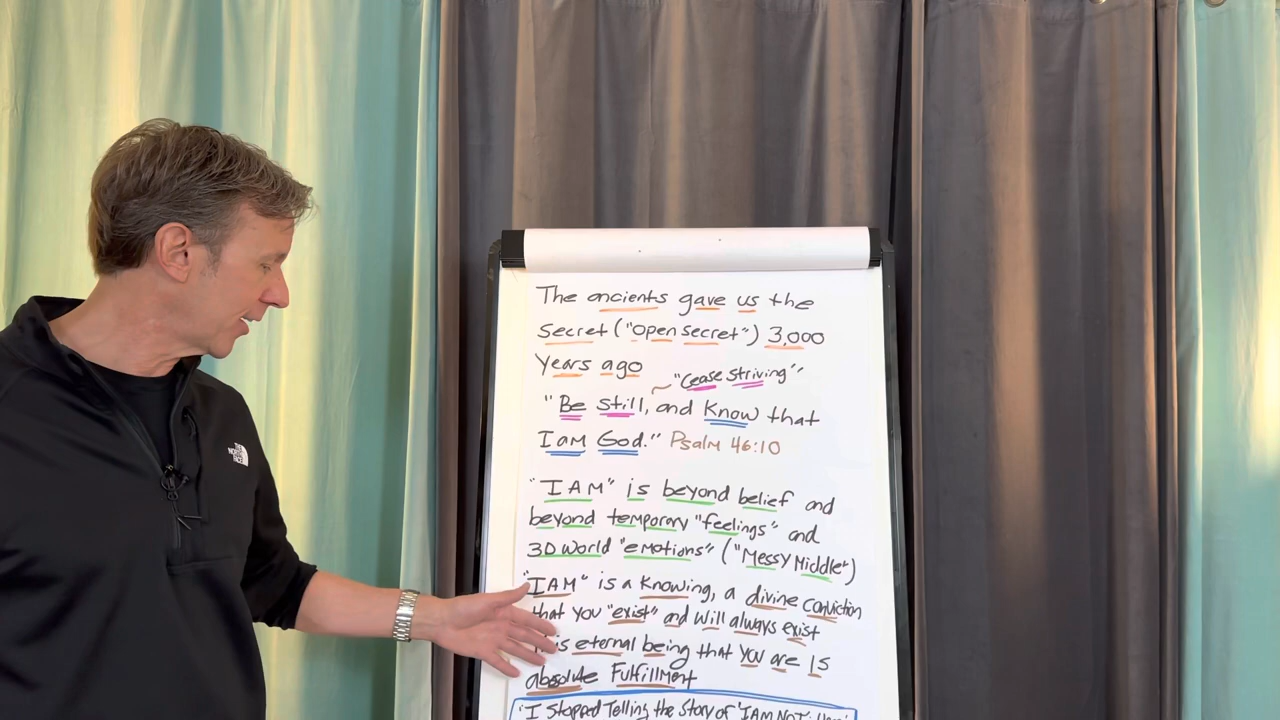 THE NORTH FACE
The ancients gave us the
secret ("open secret") 3,000
years ago
~ "Cease striving"
"Be still, and know that
I am God." Psalm 46:10
"I AM" is beyond belief and
beyond temporary "feelings" and
3D world "emotions" ("Messy Middle")
"I AM" is a knowing, a divine conviction
that you "exist" and will always exist
is eternal being that you are is
absolute Fulfillment
"I stopped Telling the Story of 'I AM NOT